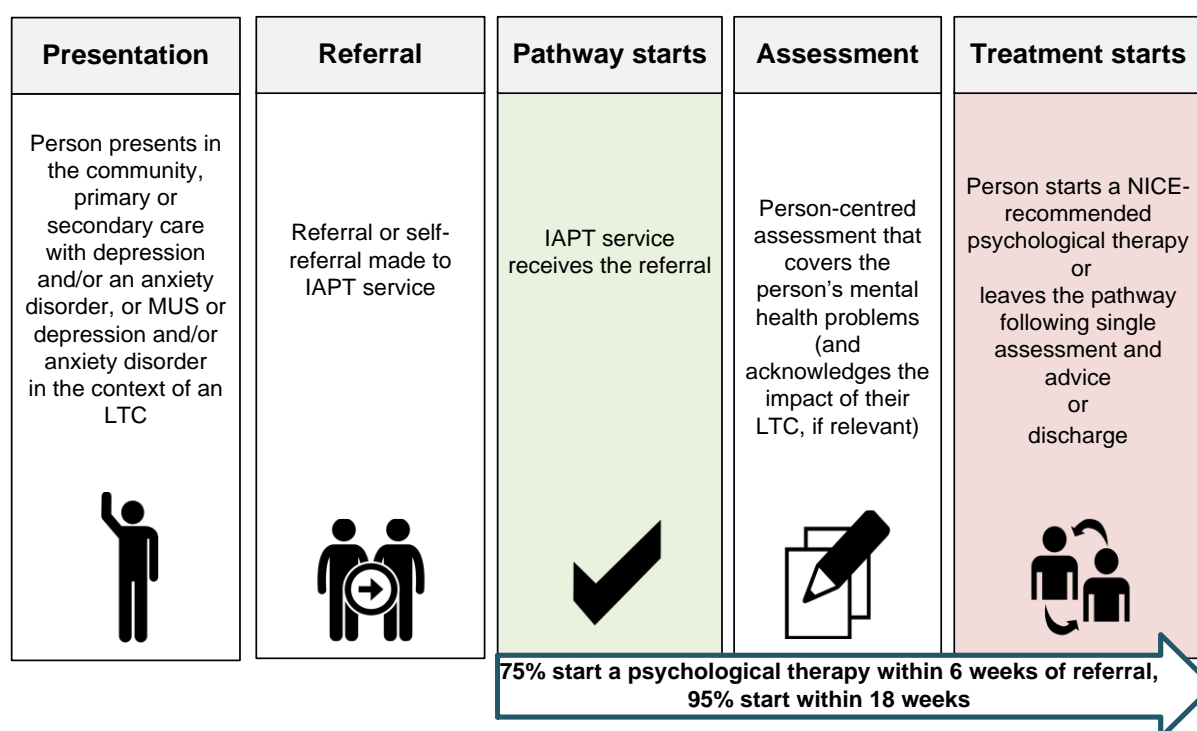 Presentation
Person presents in
the community,
primary or
secondary care
with depression
and/or an anxiety
disorder, or MUS or
depression and/or
anxiety disorder
in the context of an
LTC
Referral
Referral or self-
referral made to
IAPT service
Pathway starts
IAPT service
receives the referral
Assessment
Person-centred
assessment that
covers the
person’s mental
health problems
(and
acknowledges the
impact of their
LTC, if relevant)
Treatment starts
Person starts a NICE-
recommended
psychological therapy
or
leaves the pathway
following single
assessment and
advice
or
discharge
75% start a psychological therapy within 6 weeks of referral,
95% start within 18 weeks